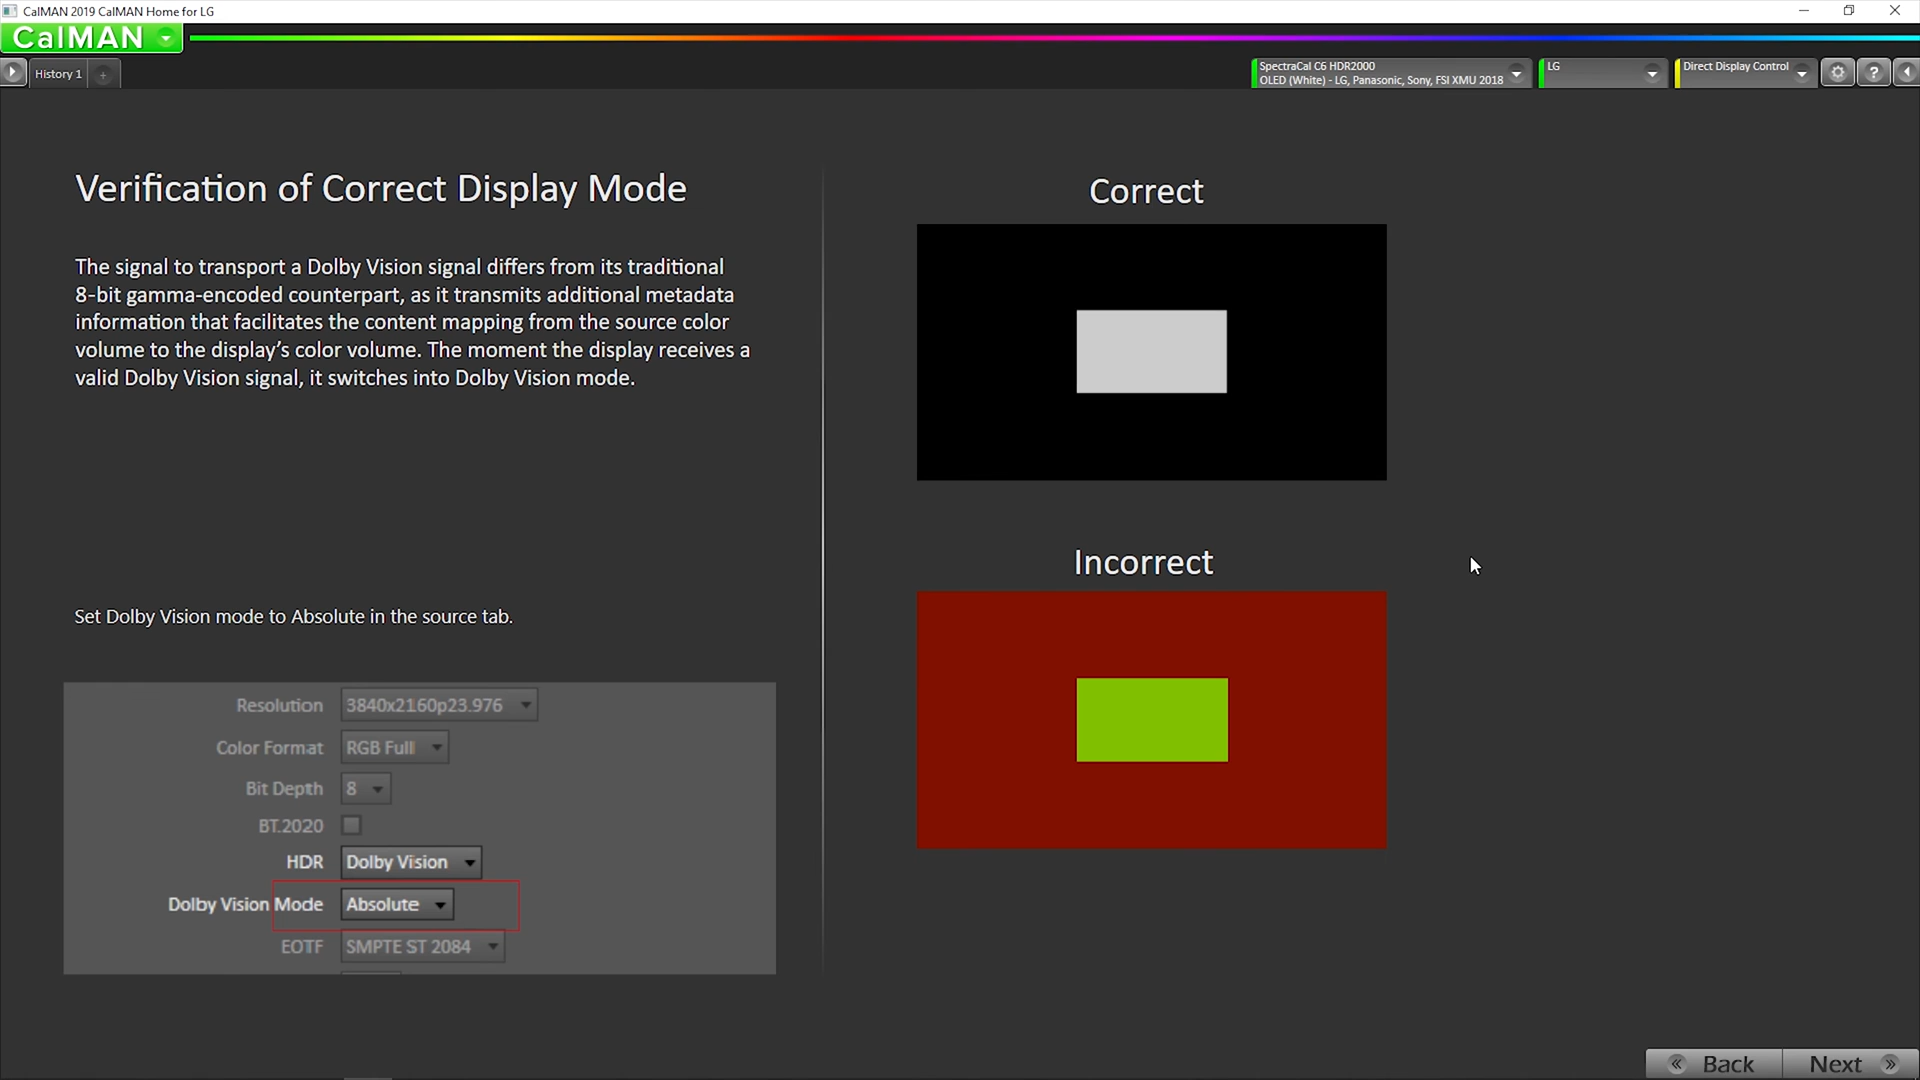 CalMAN 2019 CalMAN Home for LG
CalMAN
History 1
+
SpectraCal C6 HDR2000
OLED (White) - LG, Panasonic, Sony, FSI XMU 2018
LG
Direct Display Control
?
Verification of Correct Display Mode
The signal to transport a Dolby Vision signal differs from its traditional
8-bit gamma-encoded counterpart, as it transmits additional metadata
information that facilitates the content mapping from the source color
volume to the display’s color volume. The moment the display receives a
valid Dolby Vision signal, it switches into Dolby Vision mode.
Set Dolby Vision mode to Absolute in the source tab.
Resolution 3840x2160p23.976
Color Format RGB Full
Bit Depth 8
BT.2020
HDR Dolby Vision
Dolby Vision Mode Absolute
EOTF SMPTE ST 2084
Correct
Incorrect
« Back
Next »